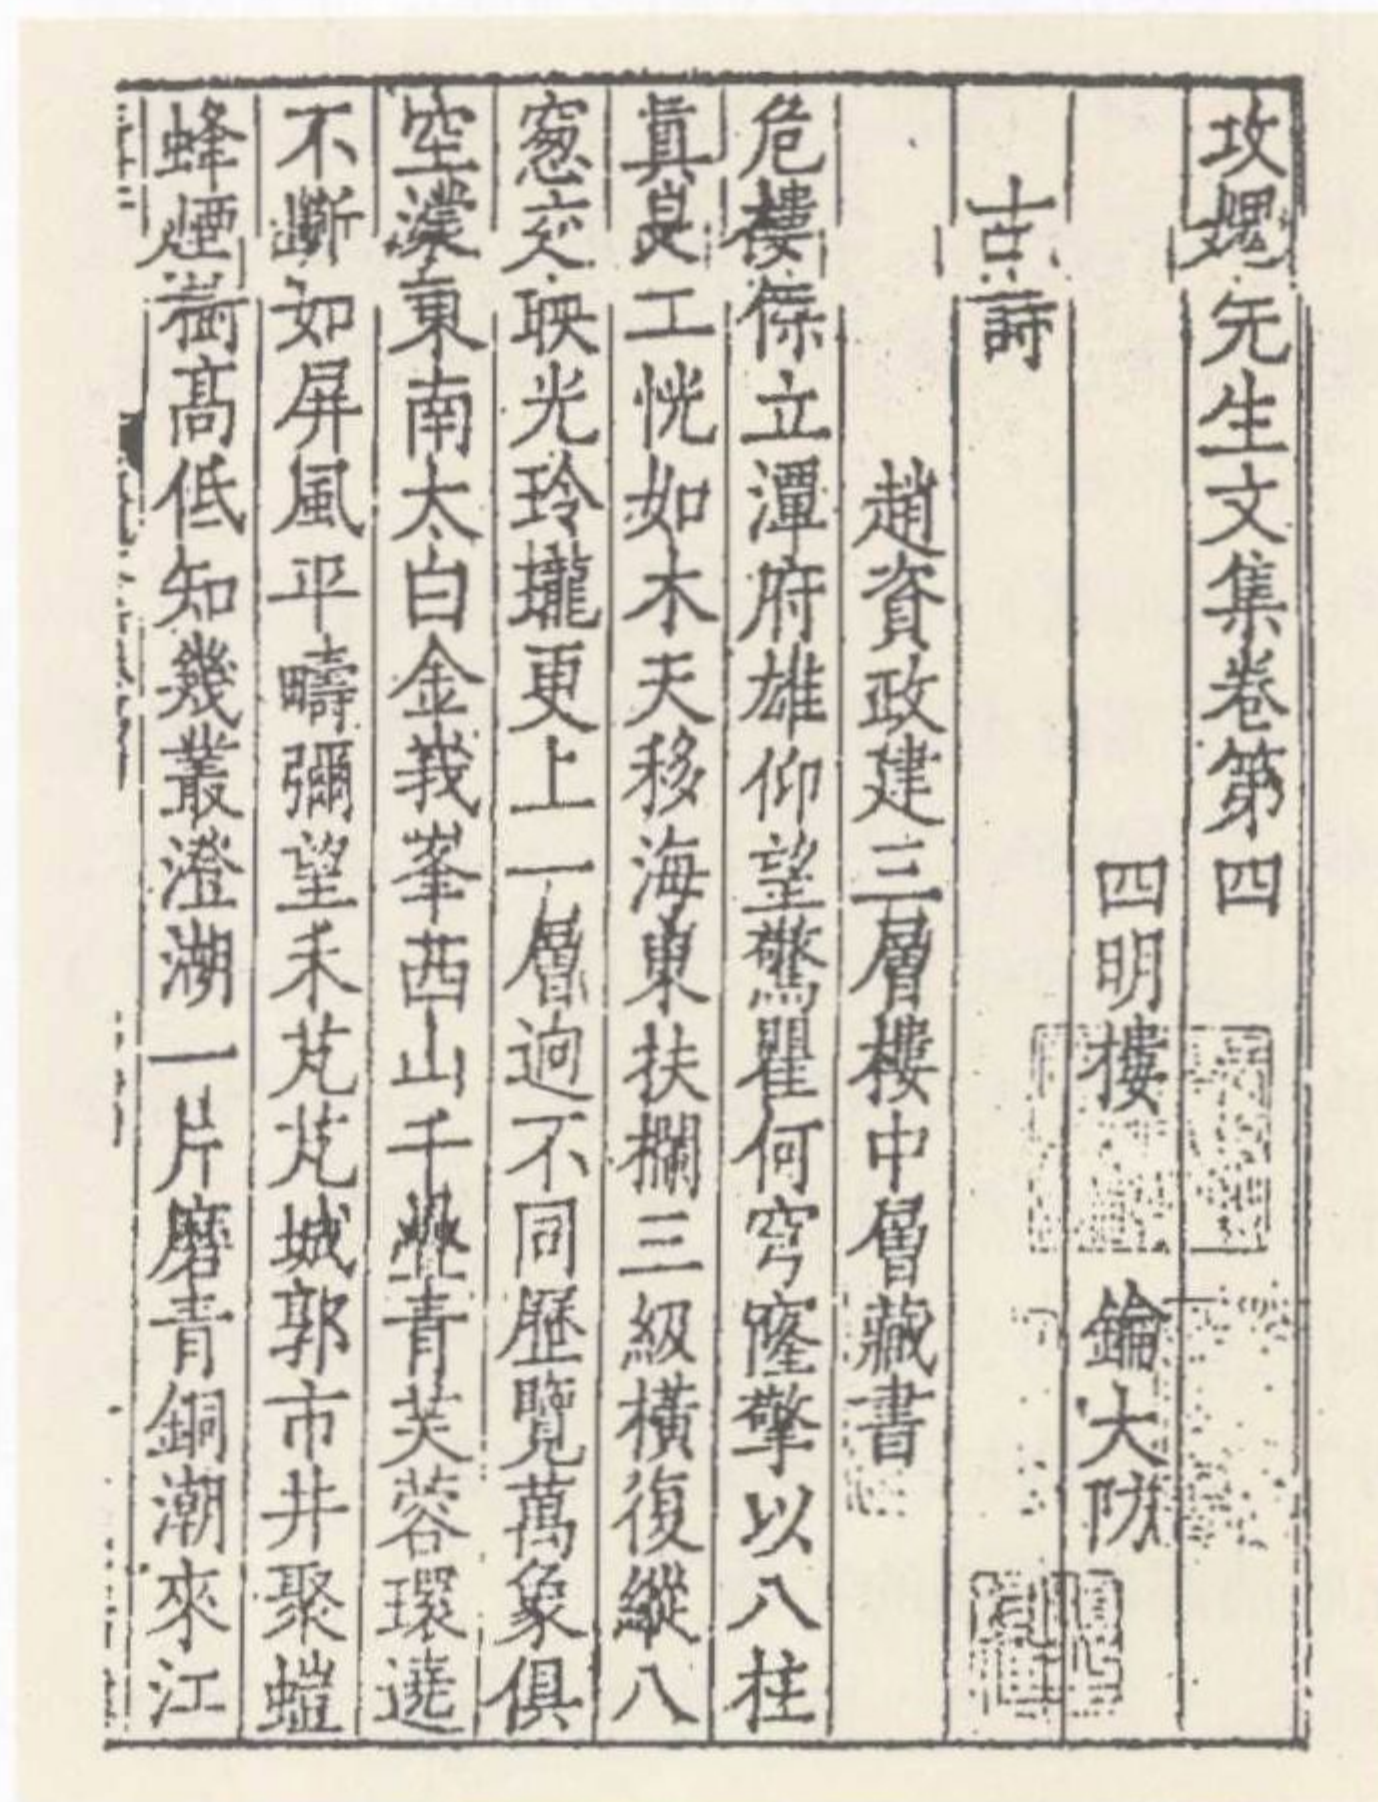 攻媿先生文集卷第四
四明樓　鑰大防
古詩
趙資政建三層樓中層藏書
危樓傑立潭府雄仰望驚瞿何穹窿擎以八柱
眞良工恍如木天移海東扶欄三級橫復縱八
窻交映光玲瓏更上一層迥不同歷覽萬象俱
空濛東南太白金峩峯西山千疊青芙蓉環遶
不斷如屏風平疇彌望禾芃芃城郭市井聚螘
蜂煙樹高低知幾叢澄湖一片磨青銅潮來江